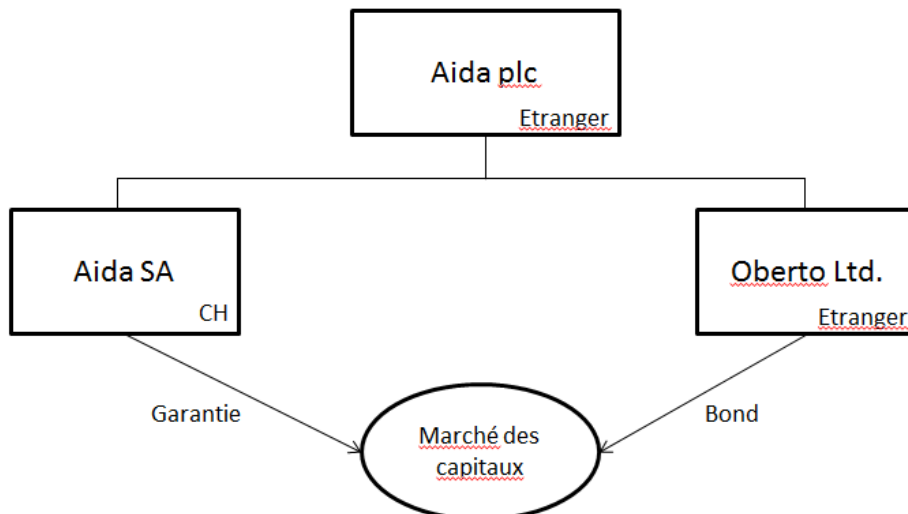 Aida plc
Etranger
Aida SA
CH
Oberto Ltd.
Etranger
Garantie
Bond
Marché des
capitaux